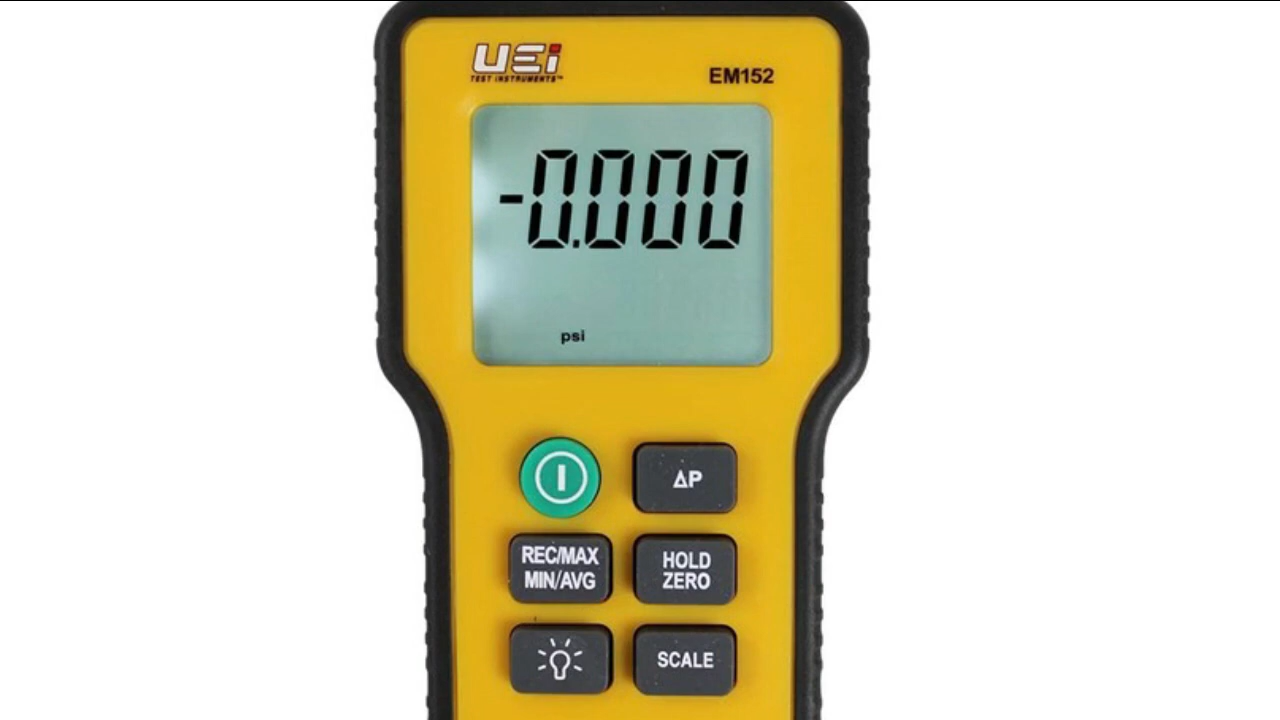 UEi
TEST INSTRUMENTS™
EM152
-0.000
psi
ΔP
REC/MAX
MIN/AVG
HOLD
ZERO
SCALE